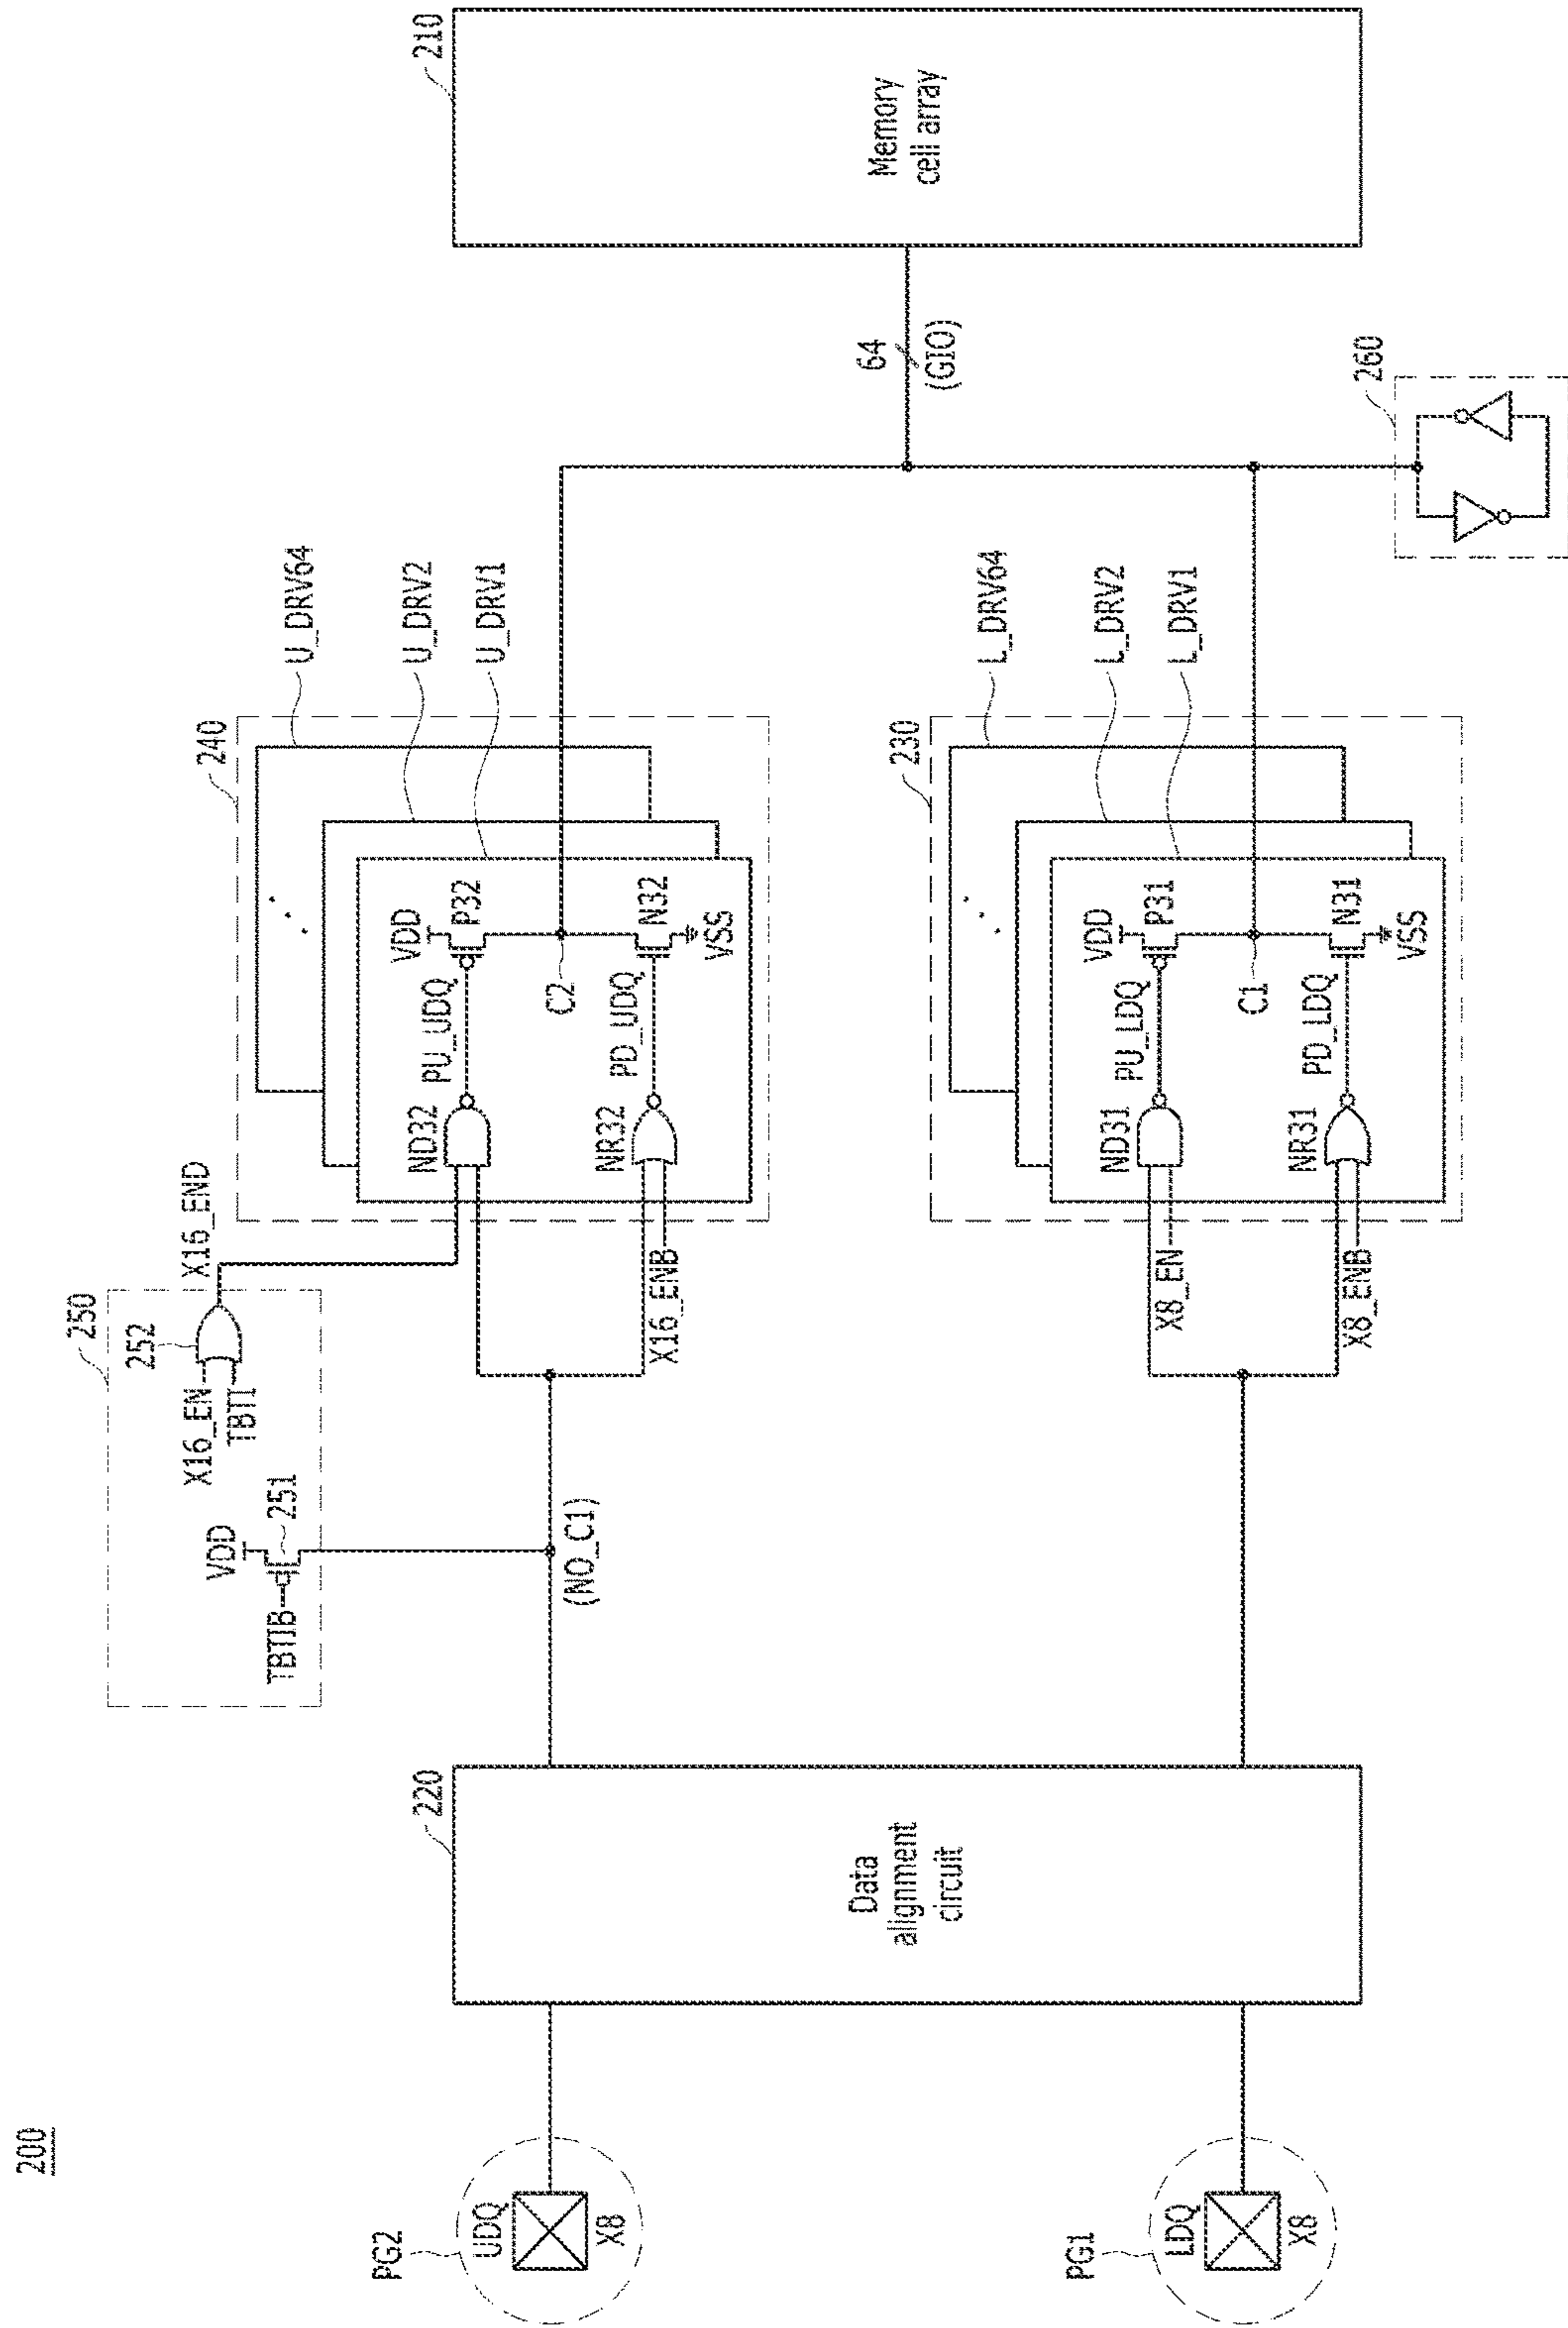 200
PG2
UDQ
X8
PG1
LDQ
X8
220
Data
alignment
circuit
250
VDD
TBTIB
251
252
X16_EN
TBTI
X16_END
(NO_C1)
X16_ENB
X8_EN
X8_ENB
240
U_DRV64
U_DRV2
U_DRV1
ND32
PU_UDQ
VDD
P32
C2
NR32
PD_UDQ
N32
VSS
230
L_DRV64
L_DRV2
L_DRV1
ND31
PU_LDQ
VDD
P31
C1
NR31
PD_LDQ
N31
VSS
64
(GIO)
260
210
Memory
cell array